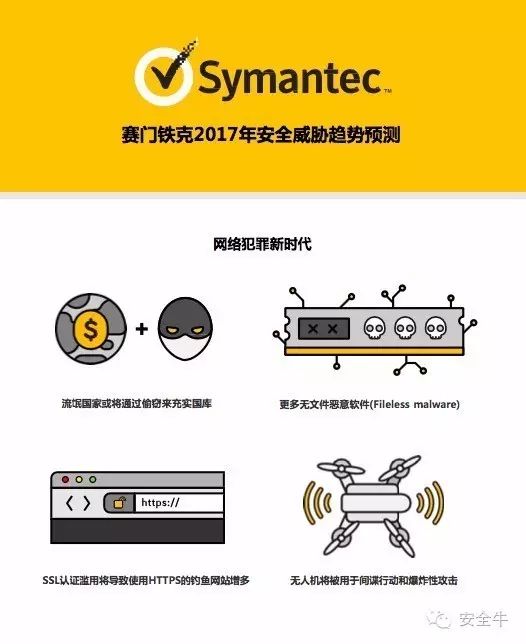 Symantec™
赛门铁克2017年安全威胁趋势预测
网络犯罪新时代
$
流氓国家或将通过偷窃来充实国库
更多无文件恶意软件(Fileless malware)
https://
SSL认证滥用将导致使用HTTPS的钓鱼网站增多
无人机将被用于间谍行动和爆炸性攻击
安全牛